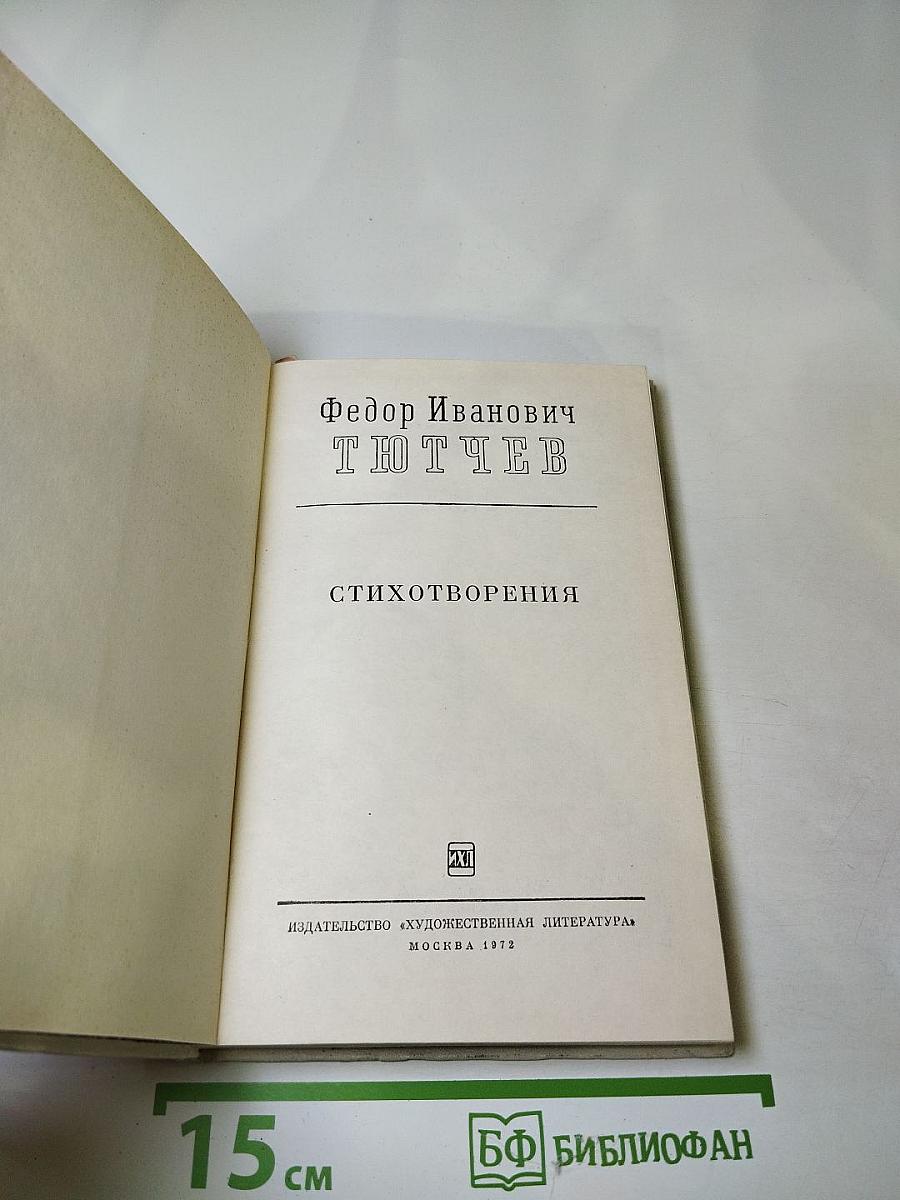 Федор Иванович
ТЮТЧЕВ
СТИХОТВОРЕНИЯ
ИХЛ
ИЗДАТЕЛЬСТВО «ХУДОЖЕСТВЕННАЯ ЛИТЕРАТУРА»
МОСКВА 1972
15 см
БФ БИБЛИОФАН